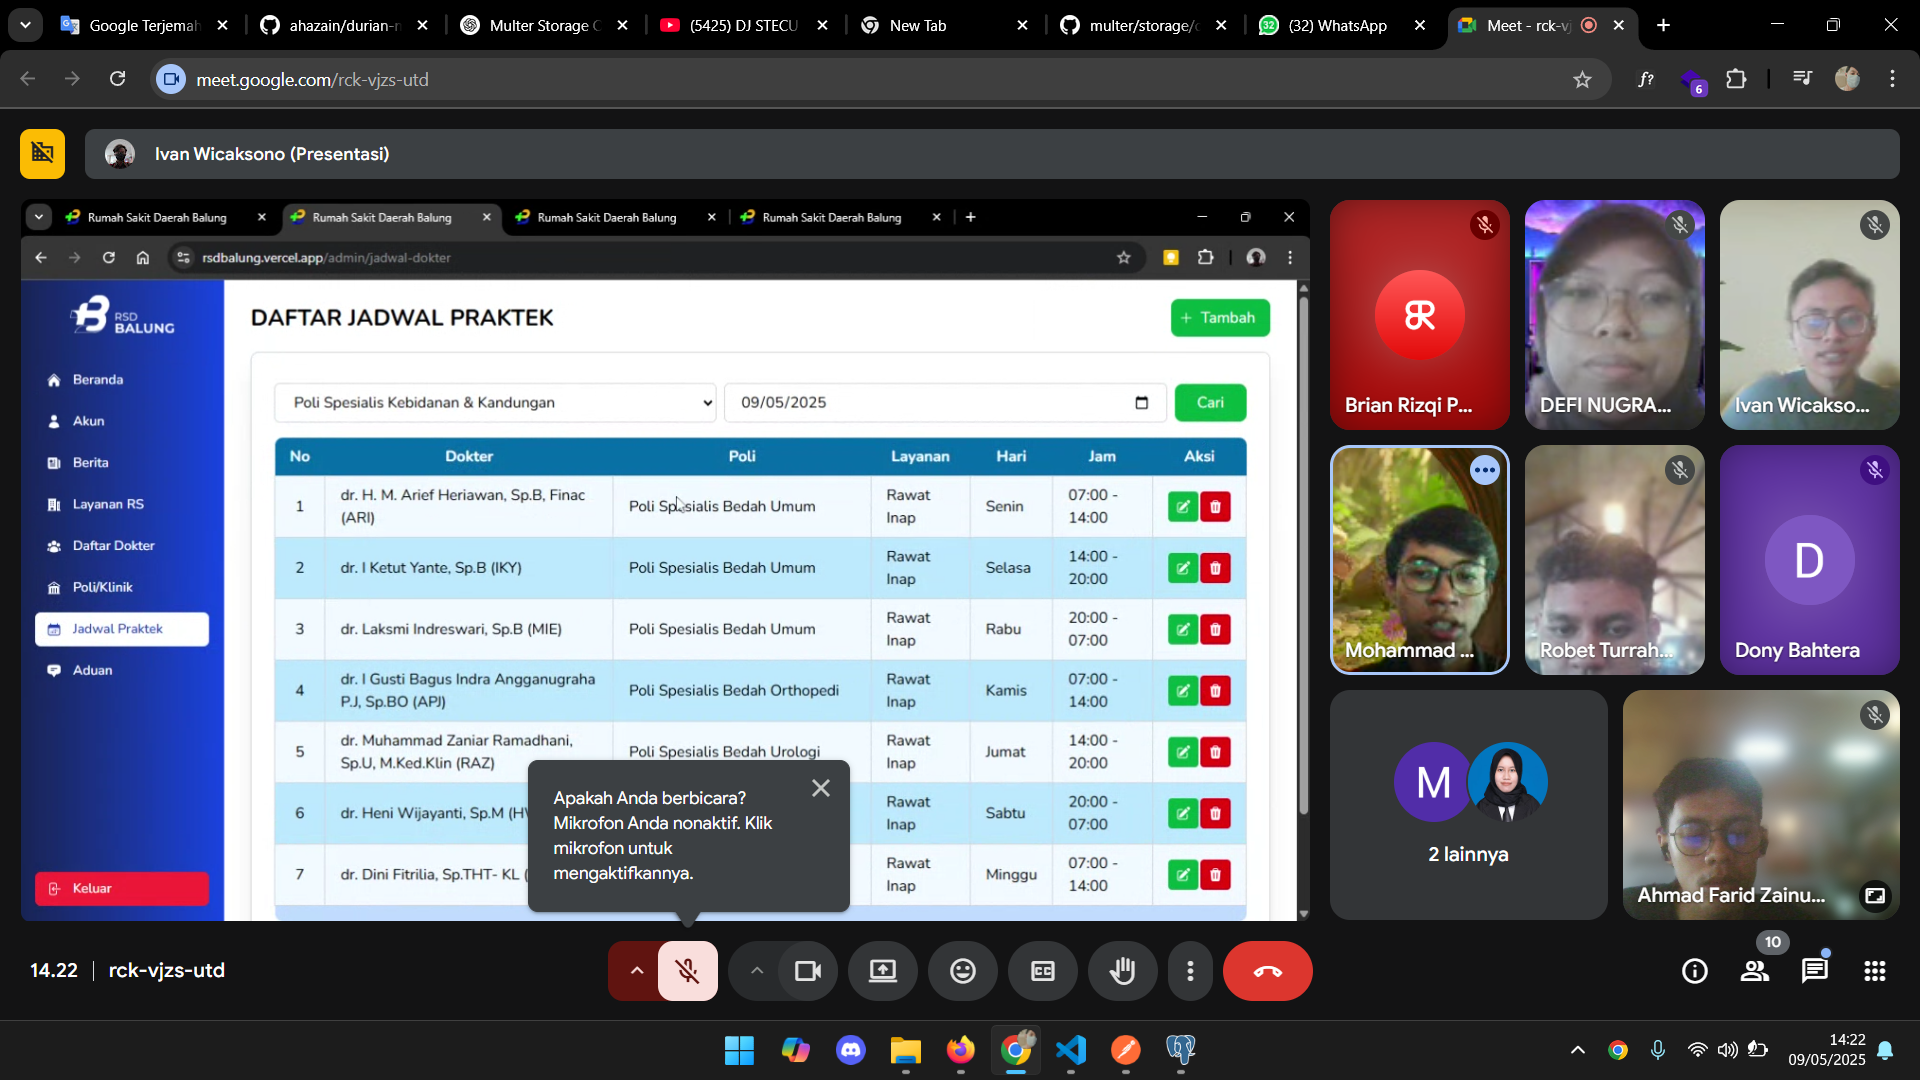 Google Terjemah
ahazain/durian-n
Multer Storage C
(5425) DJ STECU
New Tab
multer/storage/c
(32) WhatsApp
Meet - rck-vj
meet.google.com/rck-vjzs-utd
f?
6
Ivan Wicaksono (Presentasi)
Rumah Sakit Daerah Balung
Rumah Sakit Daerah Balung
Rumah Sakit Daerah Balung
Rumah Sakit Daerah Balung
rsdbalung.vercel.app/admin/jadwal-dokter
RSD
BALUNG
Beranda
Akun
Berita
Layanan RS
Daftar Dokter
Poli/Klinik
Jadwal Praktek
Aduan
Keluar
DAFTAR JADWAL PRAKTEK
+ Tambah
Poli Spesialis Kebidanan & Kandungan
09/05/2025
Cari
No Dokter Poli Layanan Hari Jam Aksi
1 dr. H. M. Arief Heriawan, Sp.B, Finac (ARI) Poli Spesialis Bedah Umum Rawat Inap Senin 07:00 - 14:00
2 dr. I Ketut Yante, Sp.B (IKY) Poli Spesialis Bedah Umum Rawat Inap Selasa 14:00 - 20:00
3 dr. Laksmi Indreswari, Sp.B (MIE) Poli Spesialis Bedah Umum Rawat Inap Rabu 20:00 - 07:00
4 dr. I Gusti Bagus Indra Angganugraha P.J, Sp.BO (APJ) Poli Spesialis Bedah Orthopedi Rawat Inap Kamis 07:00 - 14:00
5 dr. Muhammad Zaniar Ramadhani, Sp.U, M.Ked.Klin (RAZ) Poli Spesialis Bedah Urologi Rawat Inap Jumat 14:00 - 20:00
6 dr. Heni Wijayanti, Sp.M (H Rawat Inap Sabtu 20:00 - 07:00
7 dr. Dini Fitrilia, Sp.THT- KL ( Rawat Inap Minggu 07:00 - 14:00
Apakah Anda berbicara?
Mikrofon Anda nonaktif. Klik
mikrofon untuk
mengaktifkannya.
Brian Rizqi P...
DEFI NUGRA...
Ivan Wicakso...
Mohammad ...
Robet Turrah...
D
Dony Bahtera
M
2 lainnya
Ahmad Farid Zainu...
14.22 | rck-vjzs-utd
CC
10
14:22
09/05/2025